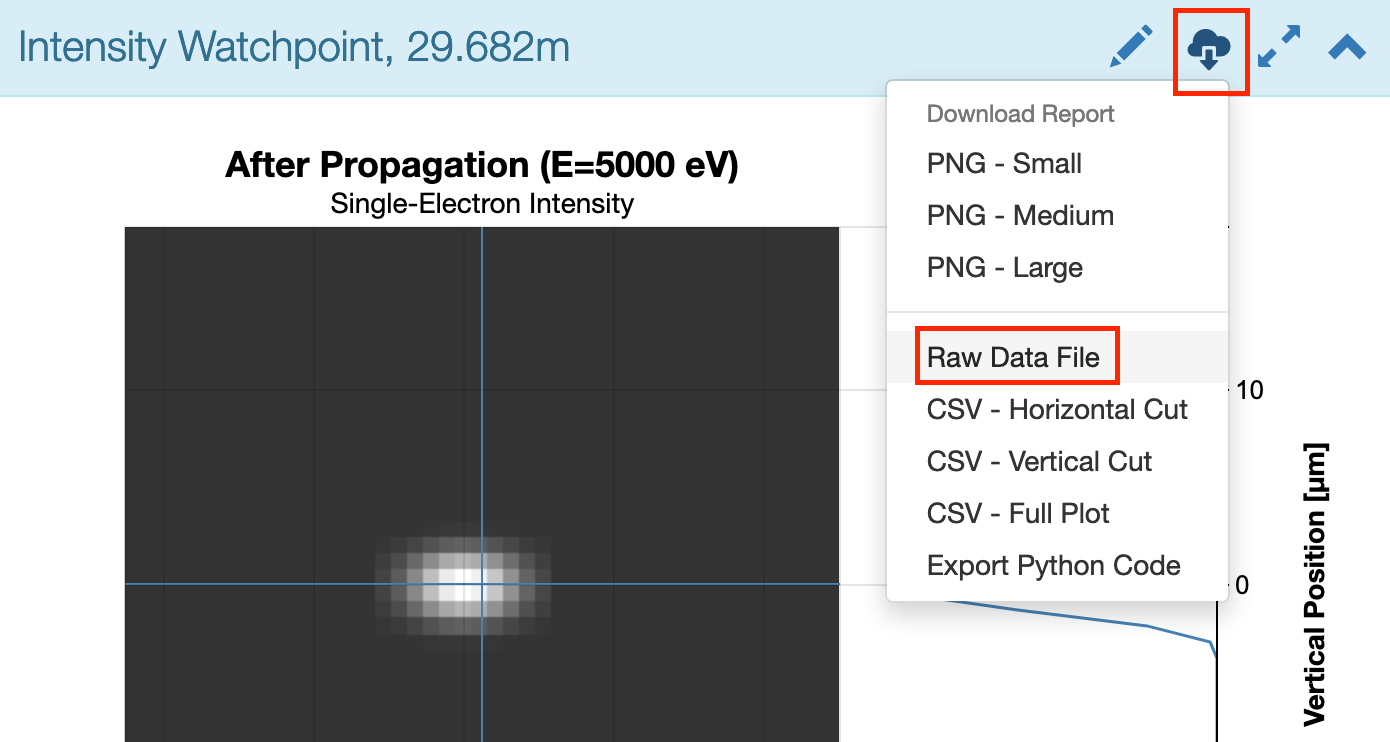 Intensity Watchpoint, 29.682m
Download Report
PNG - Small
PNG - Medium
PNG - Large
Raw Data File
CSV - Horizontal Cut
CSV - Vertical Cut
CSV - Full Plot
Export Python Code
After Propagation (E=5000 eV)
Single-Electron Intensity
10
0
Vertical Position [μm]